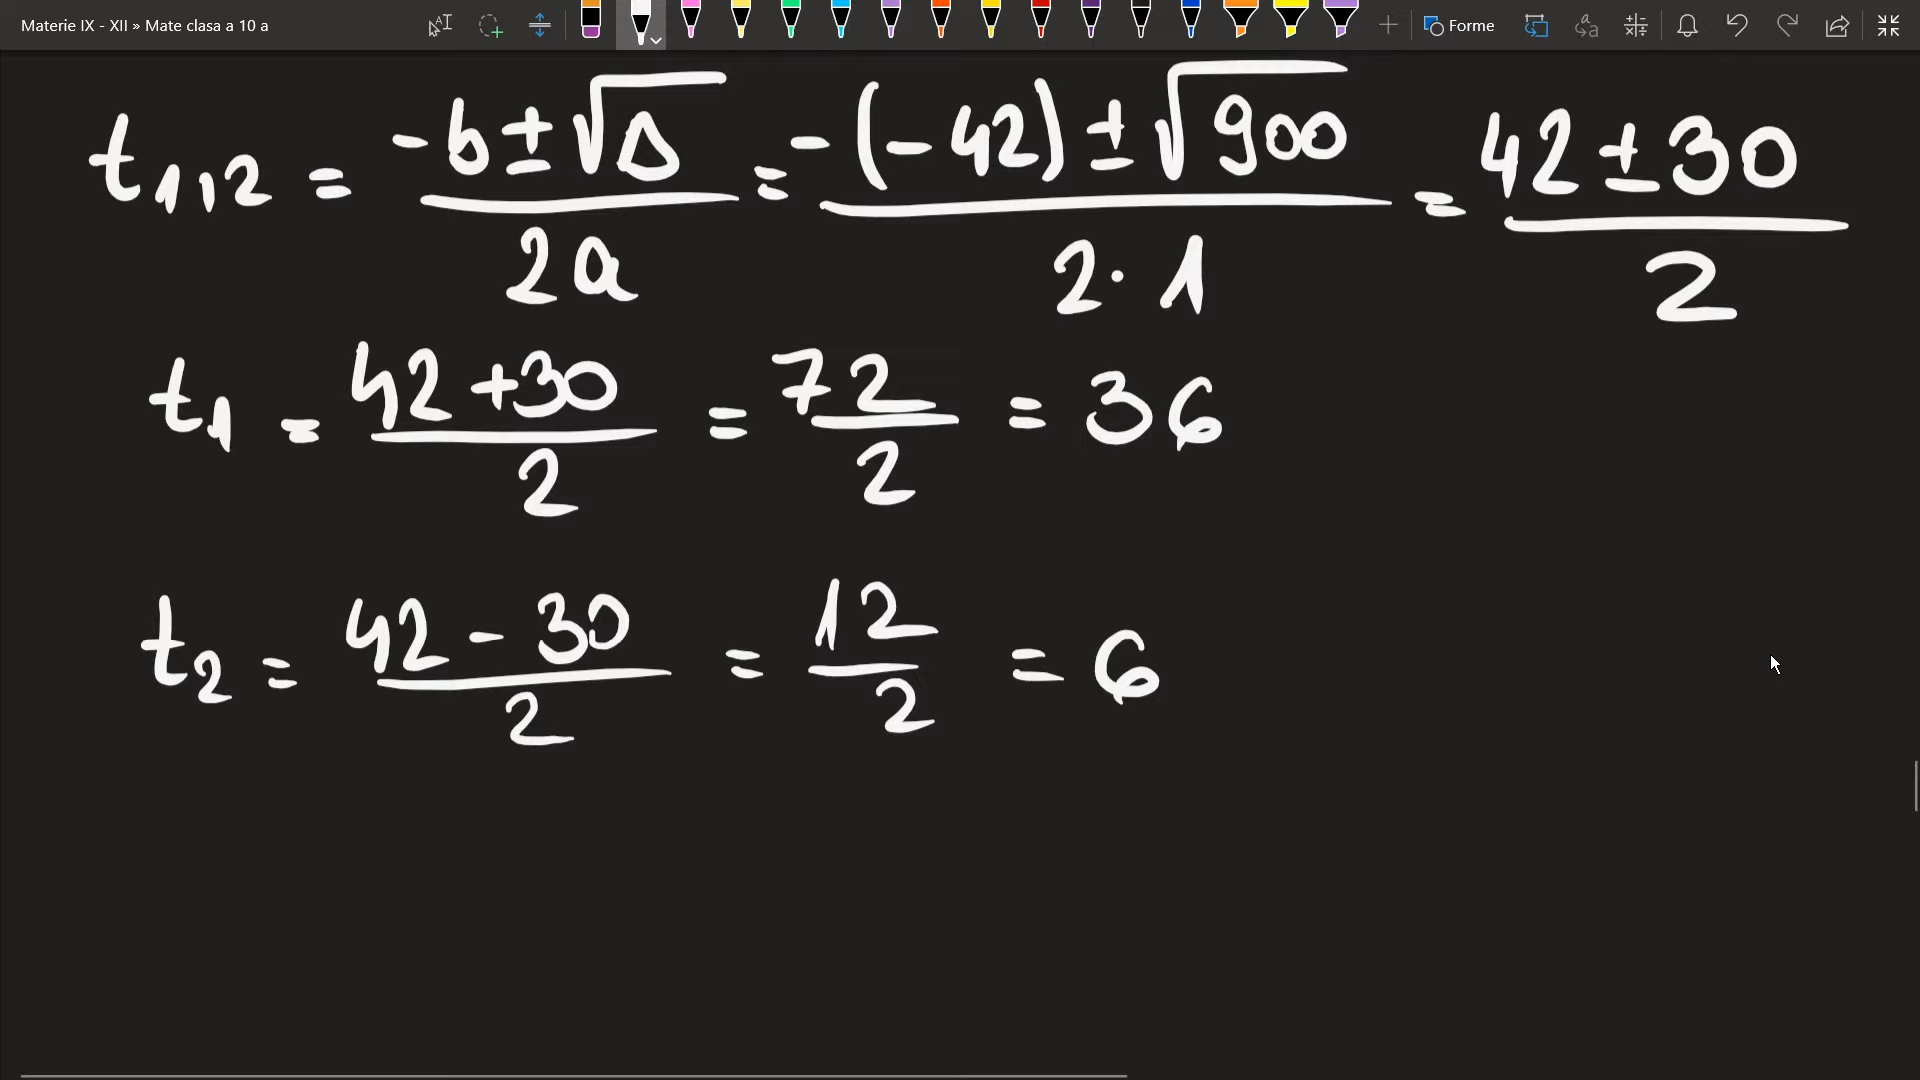 Materie IX - XII » Mate clasa a 10 a
Forme
t1,2 = (-b ± √Δ) / 2a = (-(-42) ± √900) / 2·1 = (42 ± 30) / 2
t1 = (42 + 30) / 2 = 72 / 2 = 36
t2 = (42 - 30) / 2 = 12 / 2 = 6